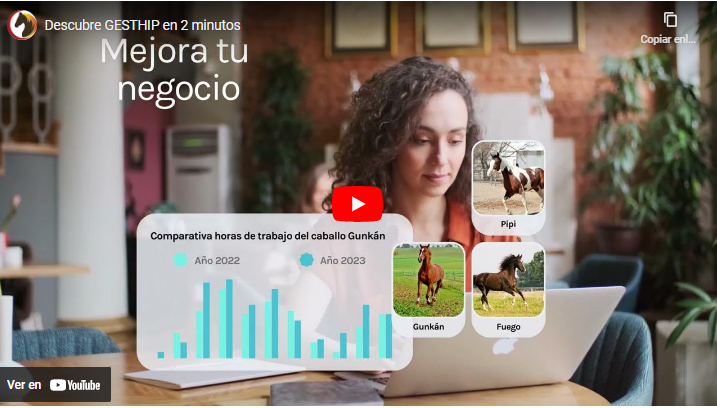 Descubre GESTHIP en 2 minutos
Copiar enl...
Mejora tu
negocio
Pipi
Comparativa horas de trabajo del caballo Gunkán
Año 2022
Año 2023
Gunkán
Fuego
Ver en YouTube